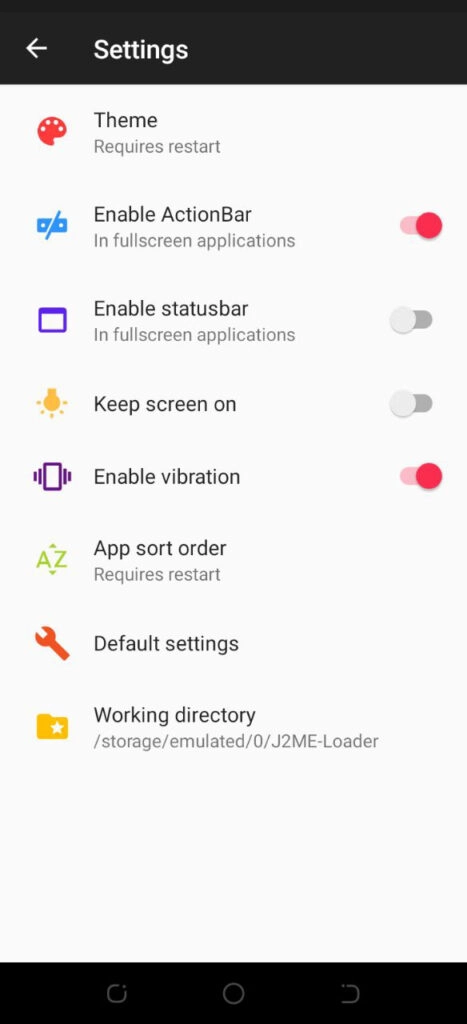 Settings
Theme
Requires restart
Enable ActionBar
In fullscreen applications
Enable statusbar
In fullscreen applications
Keep screen on
Enable vibration
AZ
App sort order
Requires restart
Default settings
Working directory
/storage/emulated/0/J2ME-Loader